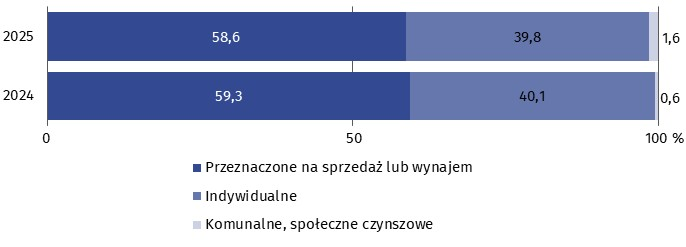 2025 58,6 39,8 1,6
2024 59,3 40,1 0,6
0 50 100 %
Przeznaczone na sprzedaż lub wynajem
Indywidualne
Komunalne, społeczne czynszowe